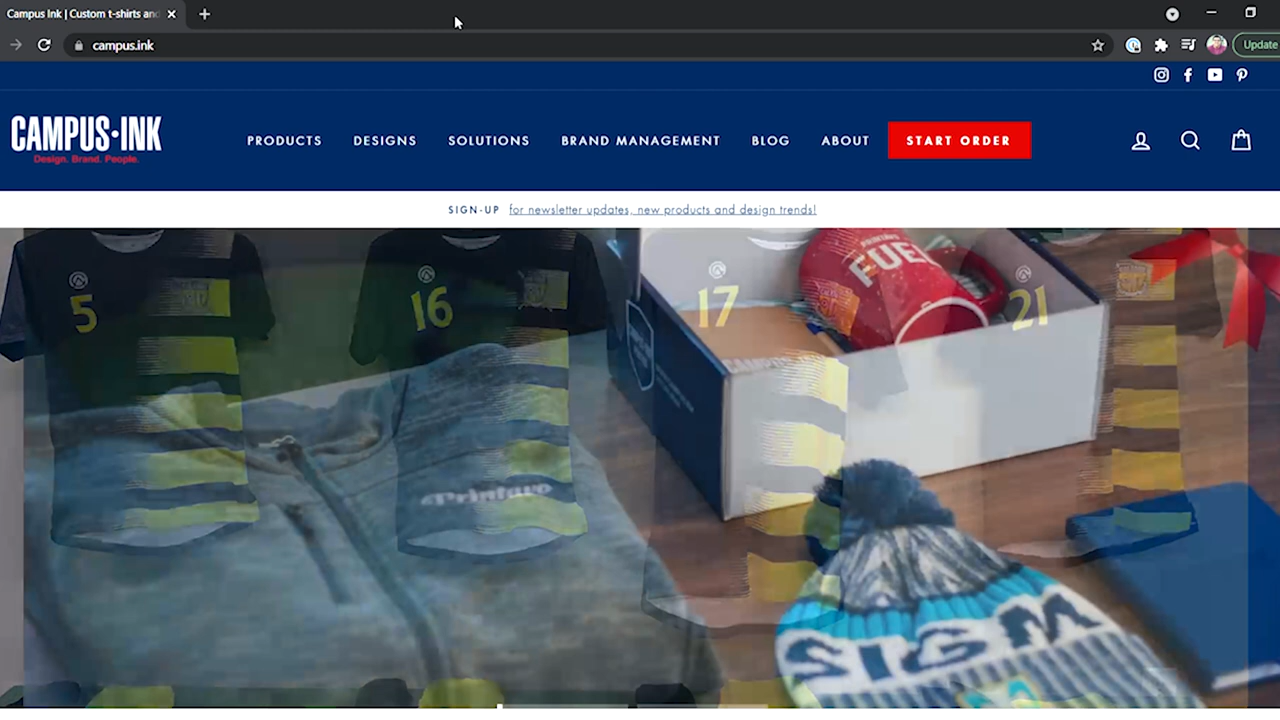 Campus Ink | Custom t-shirts and
campus.ink
Update
CAMPUS·INK
Design. Brand. People.
PRODUCTS
DESIGNS
SOLUTIONS
BRAND MANAGEMENT
BLOG
ABOUT
START ORDER
SIGN-UP for newsletter updates, new products and design trends!
FUEL
5
16
17
21
Printavo
SIGM